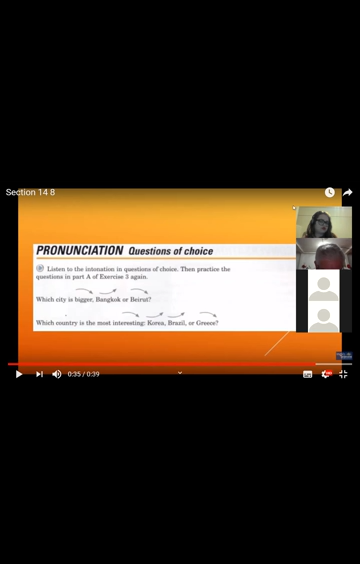 Section 14 8
PRONUNCIATION Questions of choice
Listen to the intonation in questions of choice. Then practice the
questions in part A of Exercise 3 again.
Which city is bigger, Bangkok or Beirut?
Which country is the most interesting: Korea, Brazil, or Greece?
0:35 / 0:39